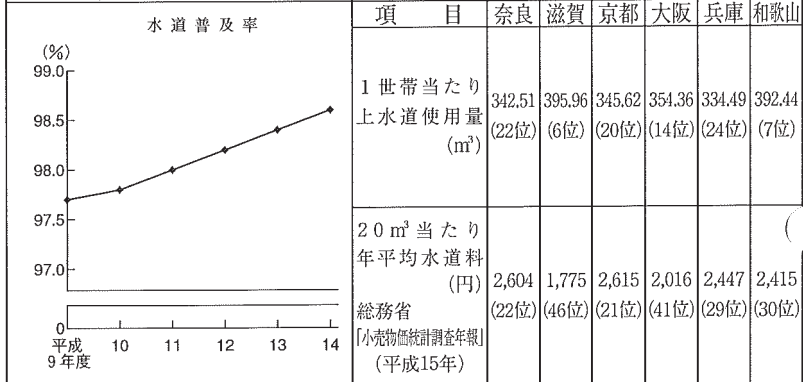 水道普及率
(%)
99.0
98.5
98.0
97.5
97.0
0
平成
9年度
10 11 12 13 14
項目 奈良 滋賀 京都 大阪 兵庫 和歌山
1世帯当たり
上水道使用量
(m³)
342.51 395.96 345.62 354.36 334.49 392.44
(22位) (6位) (20位) (14位) (24位) (7位)
20m³当たり
年平均水道料
(円)
総務省
「小売物価統計調査年報」
(平成15年)
2,604 1,775 2,615 2,016 2,447 2,415
(22位) (46位) (21位) (41位) (29位) (30位)